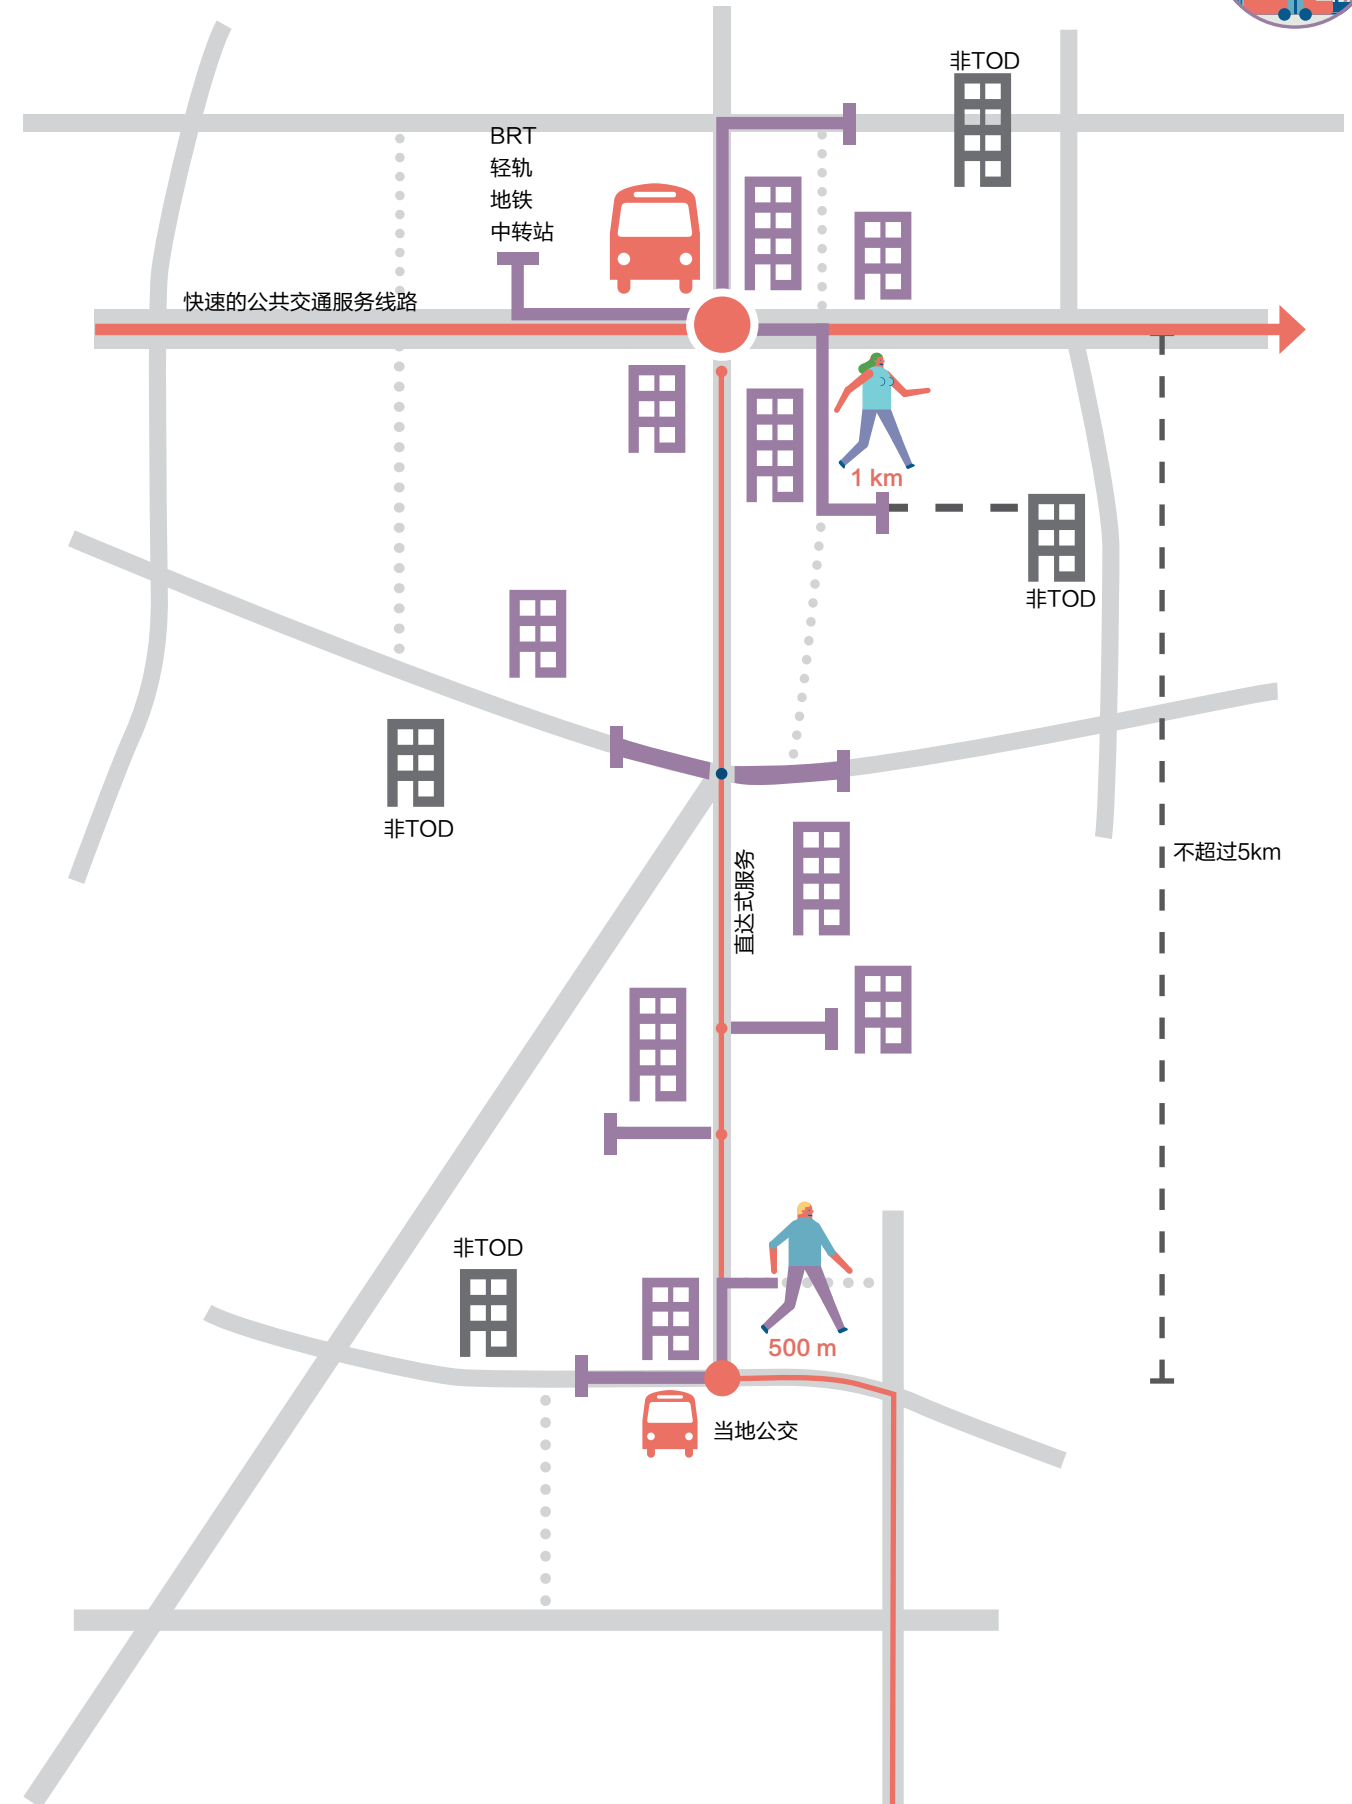 非TOD
BRT
轻轨
地铁
中转站
快速的公共交通服务线路
1 km
非TOD
非TOD
直达式服务
不超过5km
非TOD
500 m
当地公交